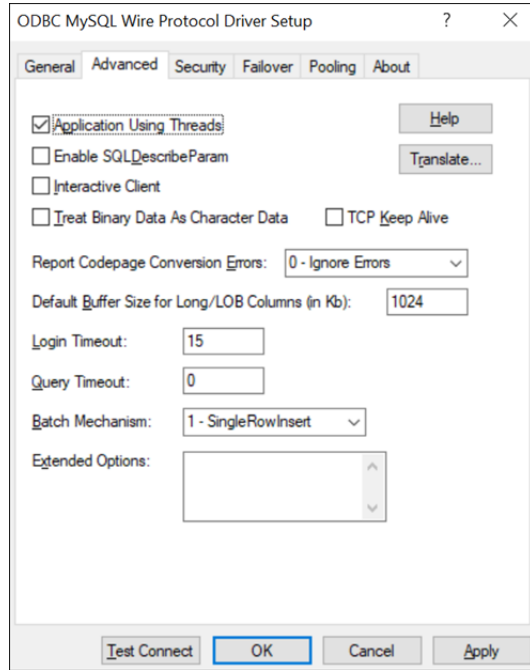 ODBC MySQL Wire Protocol Driver Setup ?
General Advanced Security Failover Pooling About
Application Using Threads Help
Enable SQLDescribeParam Translate...
Interactive Client
Treat Binary Data As Character Data TCP Keep Alive
Report Codepage Conversion Errors: 0 - Ignore Errors
Default Buffer Size for Long/LOB Columns (in Kb): 1024
Login Timeout: 15
Query Timeout: 0
Batch Mechanism: 1 - SingleRowInsert
Extended Options:
Test Connect OK Cancel Apply